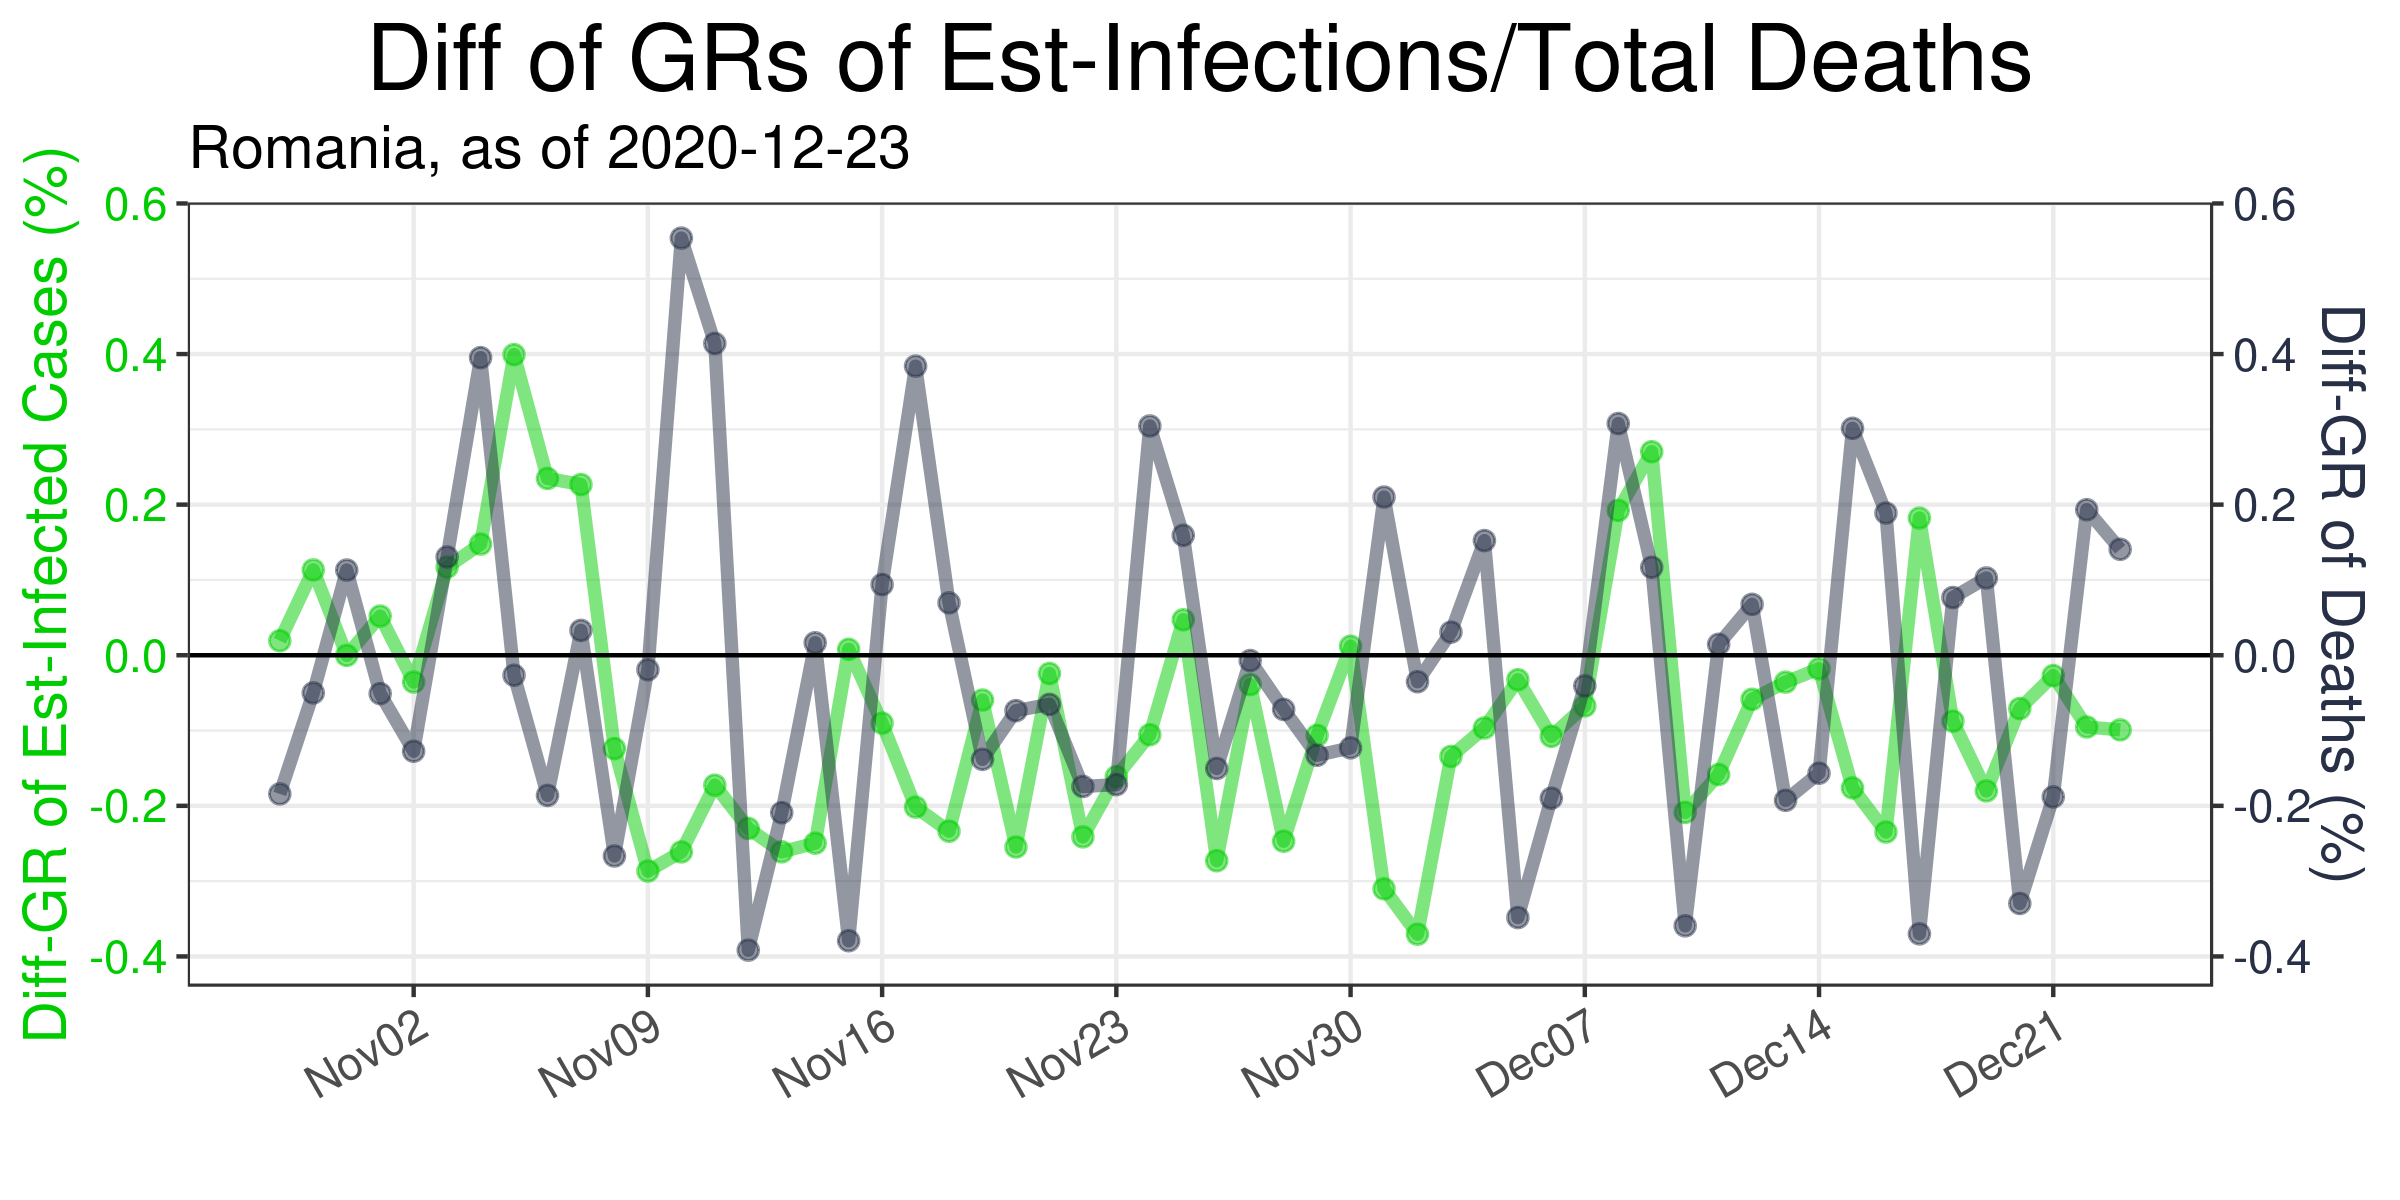 Diff of GRs of Est-Infections/Total Deaths
Romania, as of 2020-12-23
Diff-GR of Est-Infected Cases (%)
0.6
0.4
0.2
0.0
-0.2
-0.4
0.6
0.4
0.2
0.0
-0.2
-0.4
Diff-GR of Deaths (%)
Nov02
Nov09
Nov16
Nov23
Nov30
Dec07
Dec14
Dec21